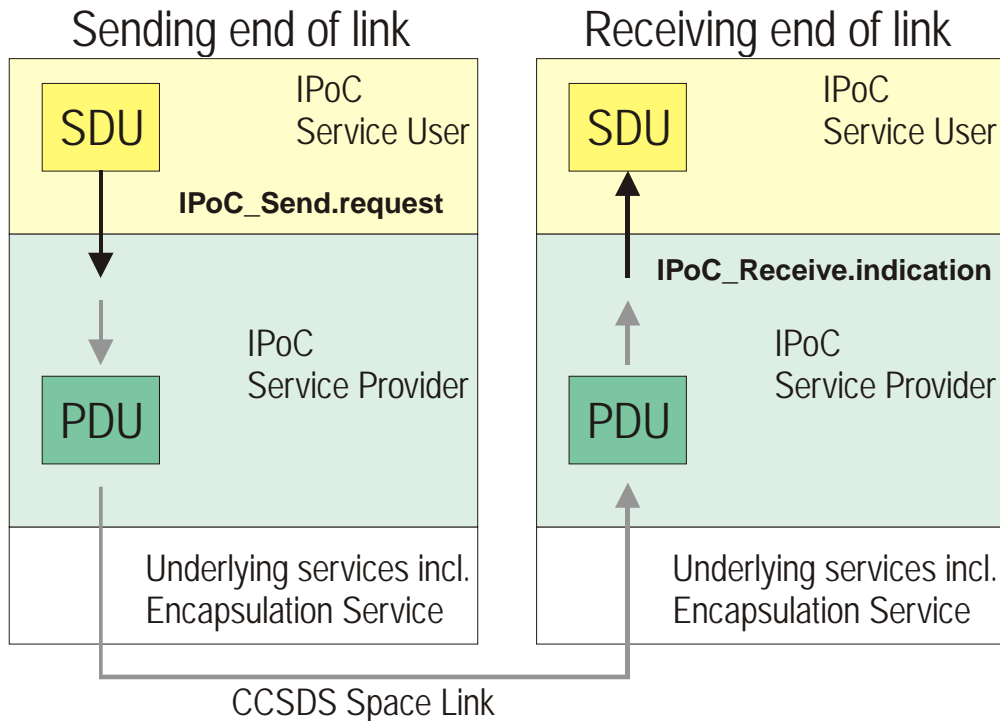 Sending end of link
IPoC
Service User
SDU
IPoC_Send.request
IPoC
Service Provider
PDU
Underlying services incl.
Encapsulation Service
Receiving end of link
IPoC
Service User
SDU
IPoC_Receive.indication
IPoC
Service Provider
PDU
Underlying services incl.
Encapsulation Service
CCSDS Space Link